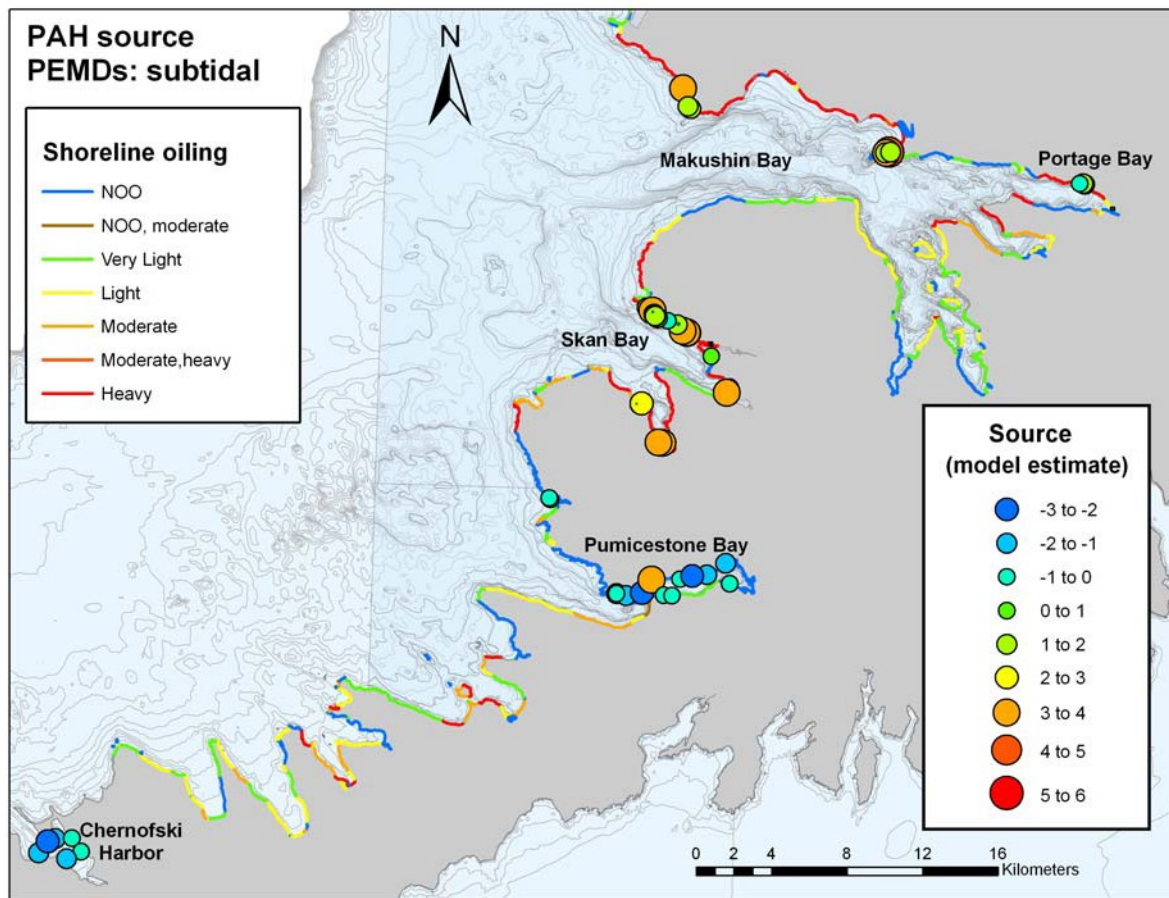 PAH source
PEMDs: subtidal
N
Shoreline oiling
NOO
NOO, moderate
Very Light
Light
Moderate
Moderate,heavy
Heavy
Makushin Bay
Portage Bay
Skan Bay
Pumicestone Bay
Chernofski
Harbor
Source
(model estimate)
-3 to -2
-2 to -1
-1 to 0
0 to 1
1 to 2
2 to 3
3 to 4
4 to 5
5 to 6
0 2 4 8 12 16
Kilometers